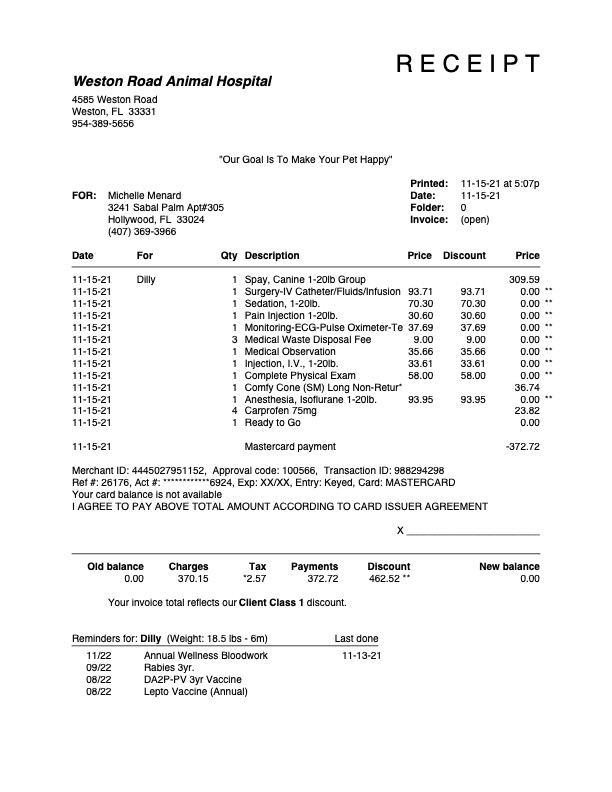 RECEIPT
Weston Road Animal Hospital
4585 Weston Road
Weston, FL 33331
954-389-5656
"Our Goal Is To Make Your Pet Happy"
Printed: 11-15-21 at 5:07p
FOR: Michelle Menard Date: 11-15-21
3241 Sabal Palm Apt#305 Folder: 0
Hollywood, FL 33024 Invoice: (open)
(407) 369-3966
Date For Qty Description Price Discount Price
11-15-21 Dilly 1 Spay, Canine 1-20lb Group 309.59
11-15-21 1 Surgery-IV Catheter/Fluids/Infusion 93.71 93.71 0.00 **
11-15-21 1 Sedation, 1-20lb. 70.30 70.30 0.00 **
11-15-21 1 Pain Injection 1-20lb. 30.60 30.60 0.00 **
11-15-21 1 Monitoring-ECG-Pulse Oximeter-Te 37.69 37.69 0.00 **
11-15-21 3 Medical Waste Disposal Fee 9.00 9.00 0.00 **
11-15-21 1 Medical Observation 35.66 35.66 0.00 **
11-15-21 1 Injection, I.V., 1-20lb. 33.61 33.61 0.00 **
11-15-21 1 Complete Physical Exam 58.00 58.00 0.00 **
11-15-21 1 Comfy Cone (SM) Long Non-Retur* 36.74
11-15-21 1 Anesthesia, Isoflurane 1-20lb. 93.95 93.95 0.00 **
11-15-21 4 Carprofen 75mg 23.82
11-15-21 1 Ready to Go 0.00
11-15-21 Mastercard payment -372.72
Merchant ID: 4445027951152, Approval code: 100566, Transaction ID: 988294298
Ref #: 26176, Act #: ************6924, Exp: XX/XX, Entry: Keyed, Card: MASTERCARD
Your card balance is not available
I AGREE TO PAY ABOVE TOTAL AMOUNT ACCORDING TO CARD ISSUER AGREEMENT
X ________________________
Old balance Charges Tax Payments Discount New balance
0.00 370.15 *2.57 372.72 462.52 ** 0.00
Your invoice total reflects our Client Class 1 discount.
Reminders for: Dilly (Weight: 18.5 lbs - 6m) Last done
11/22 Annual Wellness Bloodwork 11-13-21
09/22 Rabies 3yr.
08/22 DA2P-PV 3yr Vaccine
08/22 Lepto Vaccine (Annual)